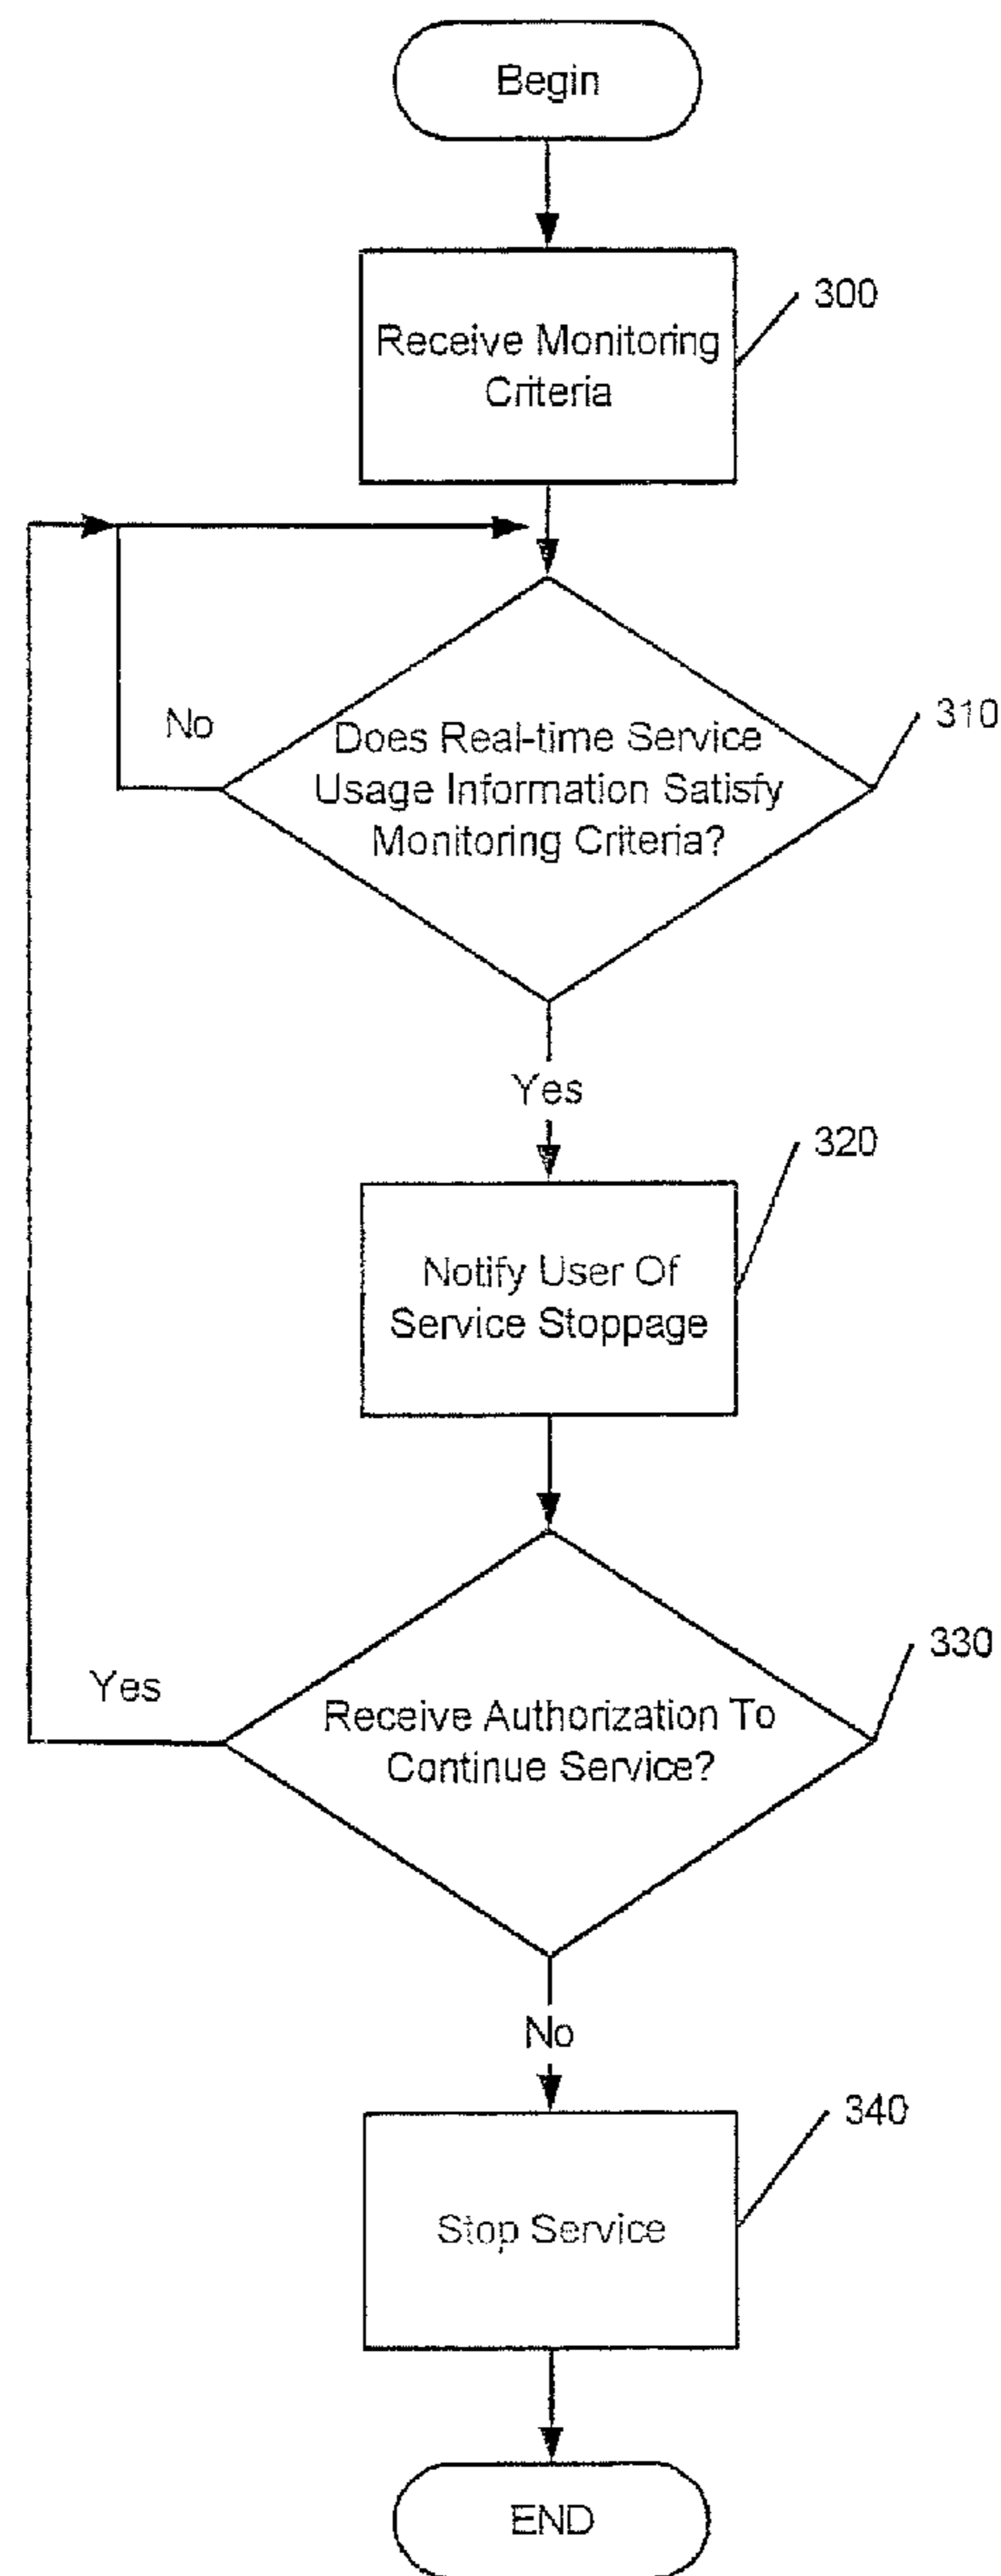 Begin
300
Receive Monitoring
Criteria
No
310
Does Real-time Service
Usage Information Satisfy
Monitoring Criteria?
Yes
320
Notify User Of
Service Stoppage
330
Yes
Receive Authorization To
Continue Service?
No
340
Stop Service
END